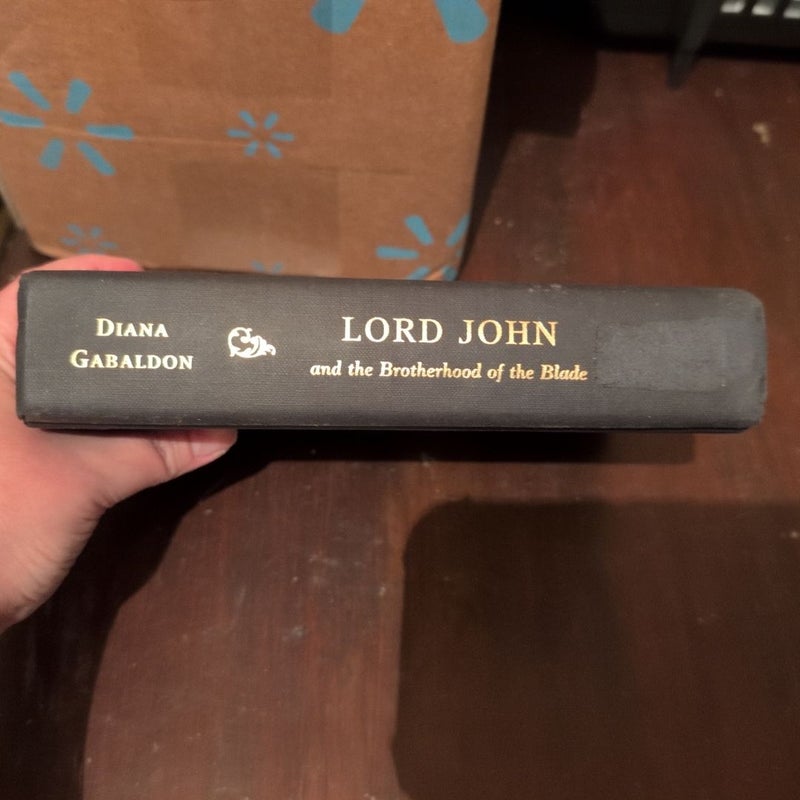 DIANA
GABALDON
LORD JOHN
and the Brotherhood of the Blade